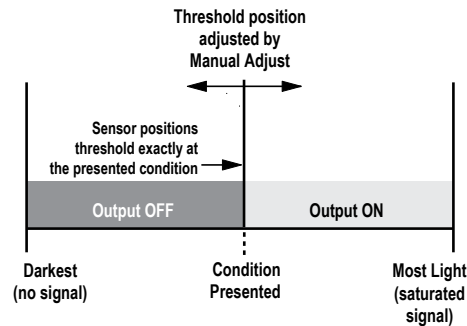 Threshold position
adjusted by
Manual Adjust
Sensor positions
threshold exactly at
the presented condition
Output OFF
Output ON
Darkest
(no signal)
Condition
Presented
Most Light
(saturated
signal)